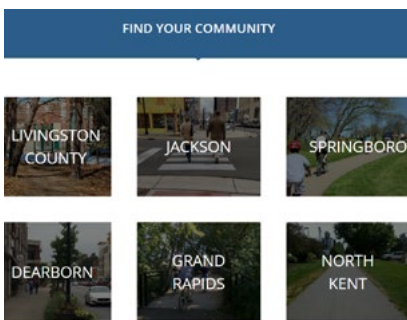 FIND YOUR COMMUNITY
LIVINGSTON
COUNTY
JACKSON
SPRINGBORO
DEARBORN
GRAND
RAPIDS
NORTH
KENT